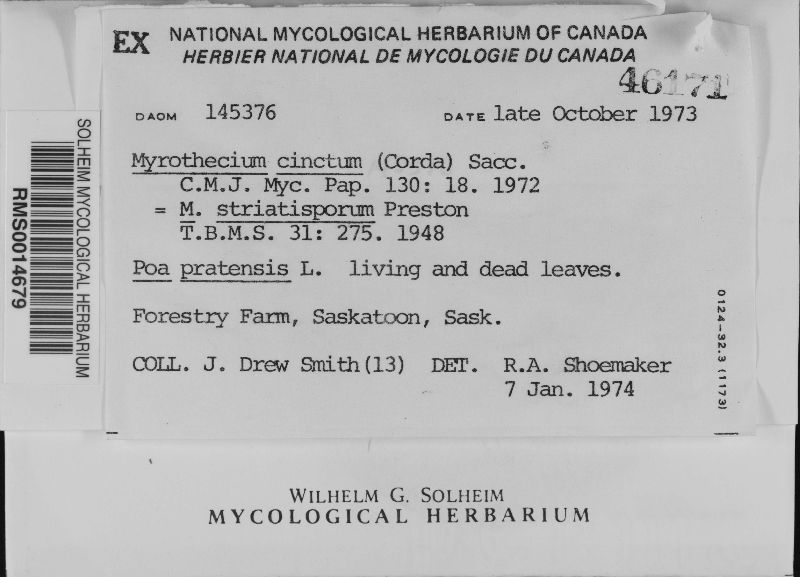 EX NATIONAL MYCOLOGICAL HERBARIUM OF CANADA
HERBIER NATIONAL DE MYCOLOGIE DU CANADA
46171
DAOM 145376 DATE late October 1973
Myrothecium cinctum (Corda) Sacc.
C.M.J. Myc. Pap. 130: 18. 1972
= M. striatisporum Preston
T.B.M.S. 31: 275. 1948
Poa pratensis L. living and dead leaves.
Forestry Farm, Saskatoon, Sask.
COLL. J. Drew Smith (13) DET. R.A. Shoemaker
7 Jan. 1974
0124-32.3 (1173)
SOLHEIM MYCOLOGICAL HERBARIUM
RMS0014679
WILHELM G. SOLHEIM
MYCOLOGICAL HERBARIUM